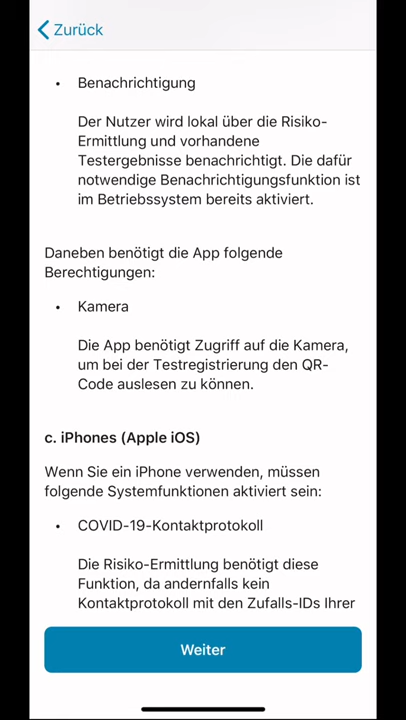 Zurück
• Benachrichtigung
Der Nutzer wird lokal über die Risiko-
Ermittlung und vorhandene
Testergebnisse benachrichtigt. Die dafür
notwendige Benachrichtigungsfunktion ist
im Betriebssystem bereits aktiviert.
Daneben benötigt die App folgende
Berechtigungen:
• Kamera
Die App benötigt Zugriff auf die Kamera,
um bei der Testregistrierung den QR-
Code auslesen zu können.
c. iPhones (Apple iOS)
Wenn Sie ein iPhone verwenden, müssen
folgende Systemfunktionen aktiviert sein:
• COVID-19-Kontaktprotokoll
Die Risiko-Ermittlung benötigt diese
Funktion, da andernfalls kein
Kontaktprotokoll mit den Zufalls-IDs Ihrer
Weiter